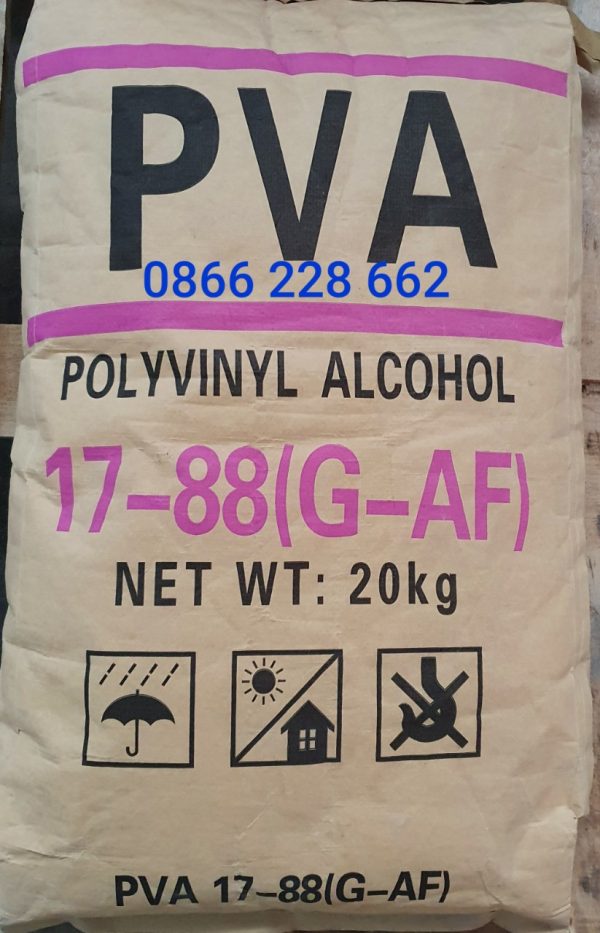 PVA
0866 228 662
POLYVINYL ALCOHOL
17-88(G-AF)
NET WT: 20kg
PVA 17-88(G-AF)